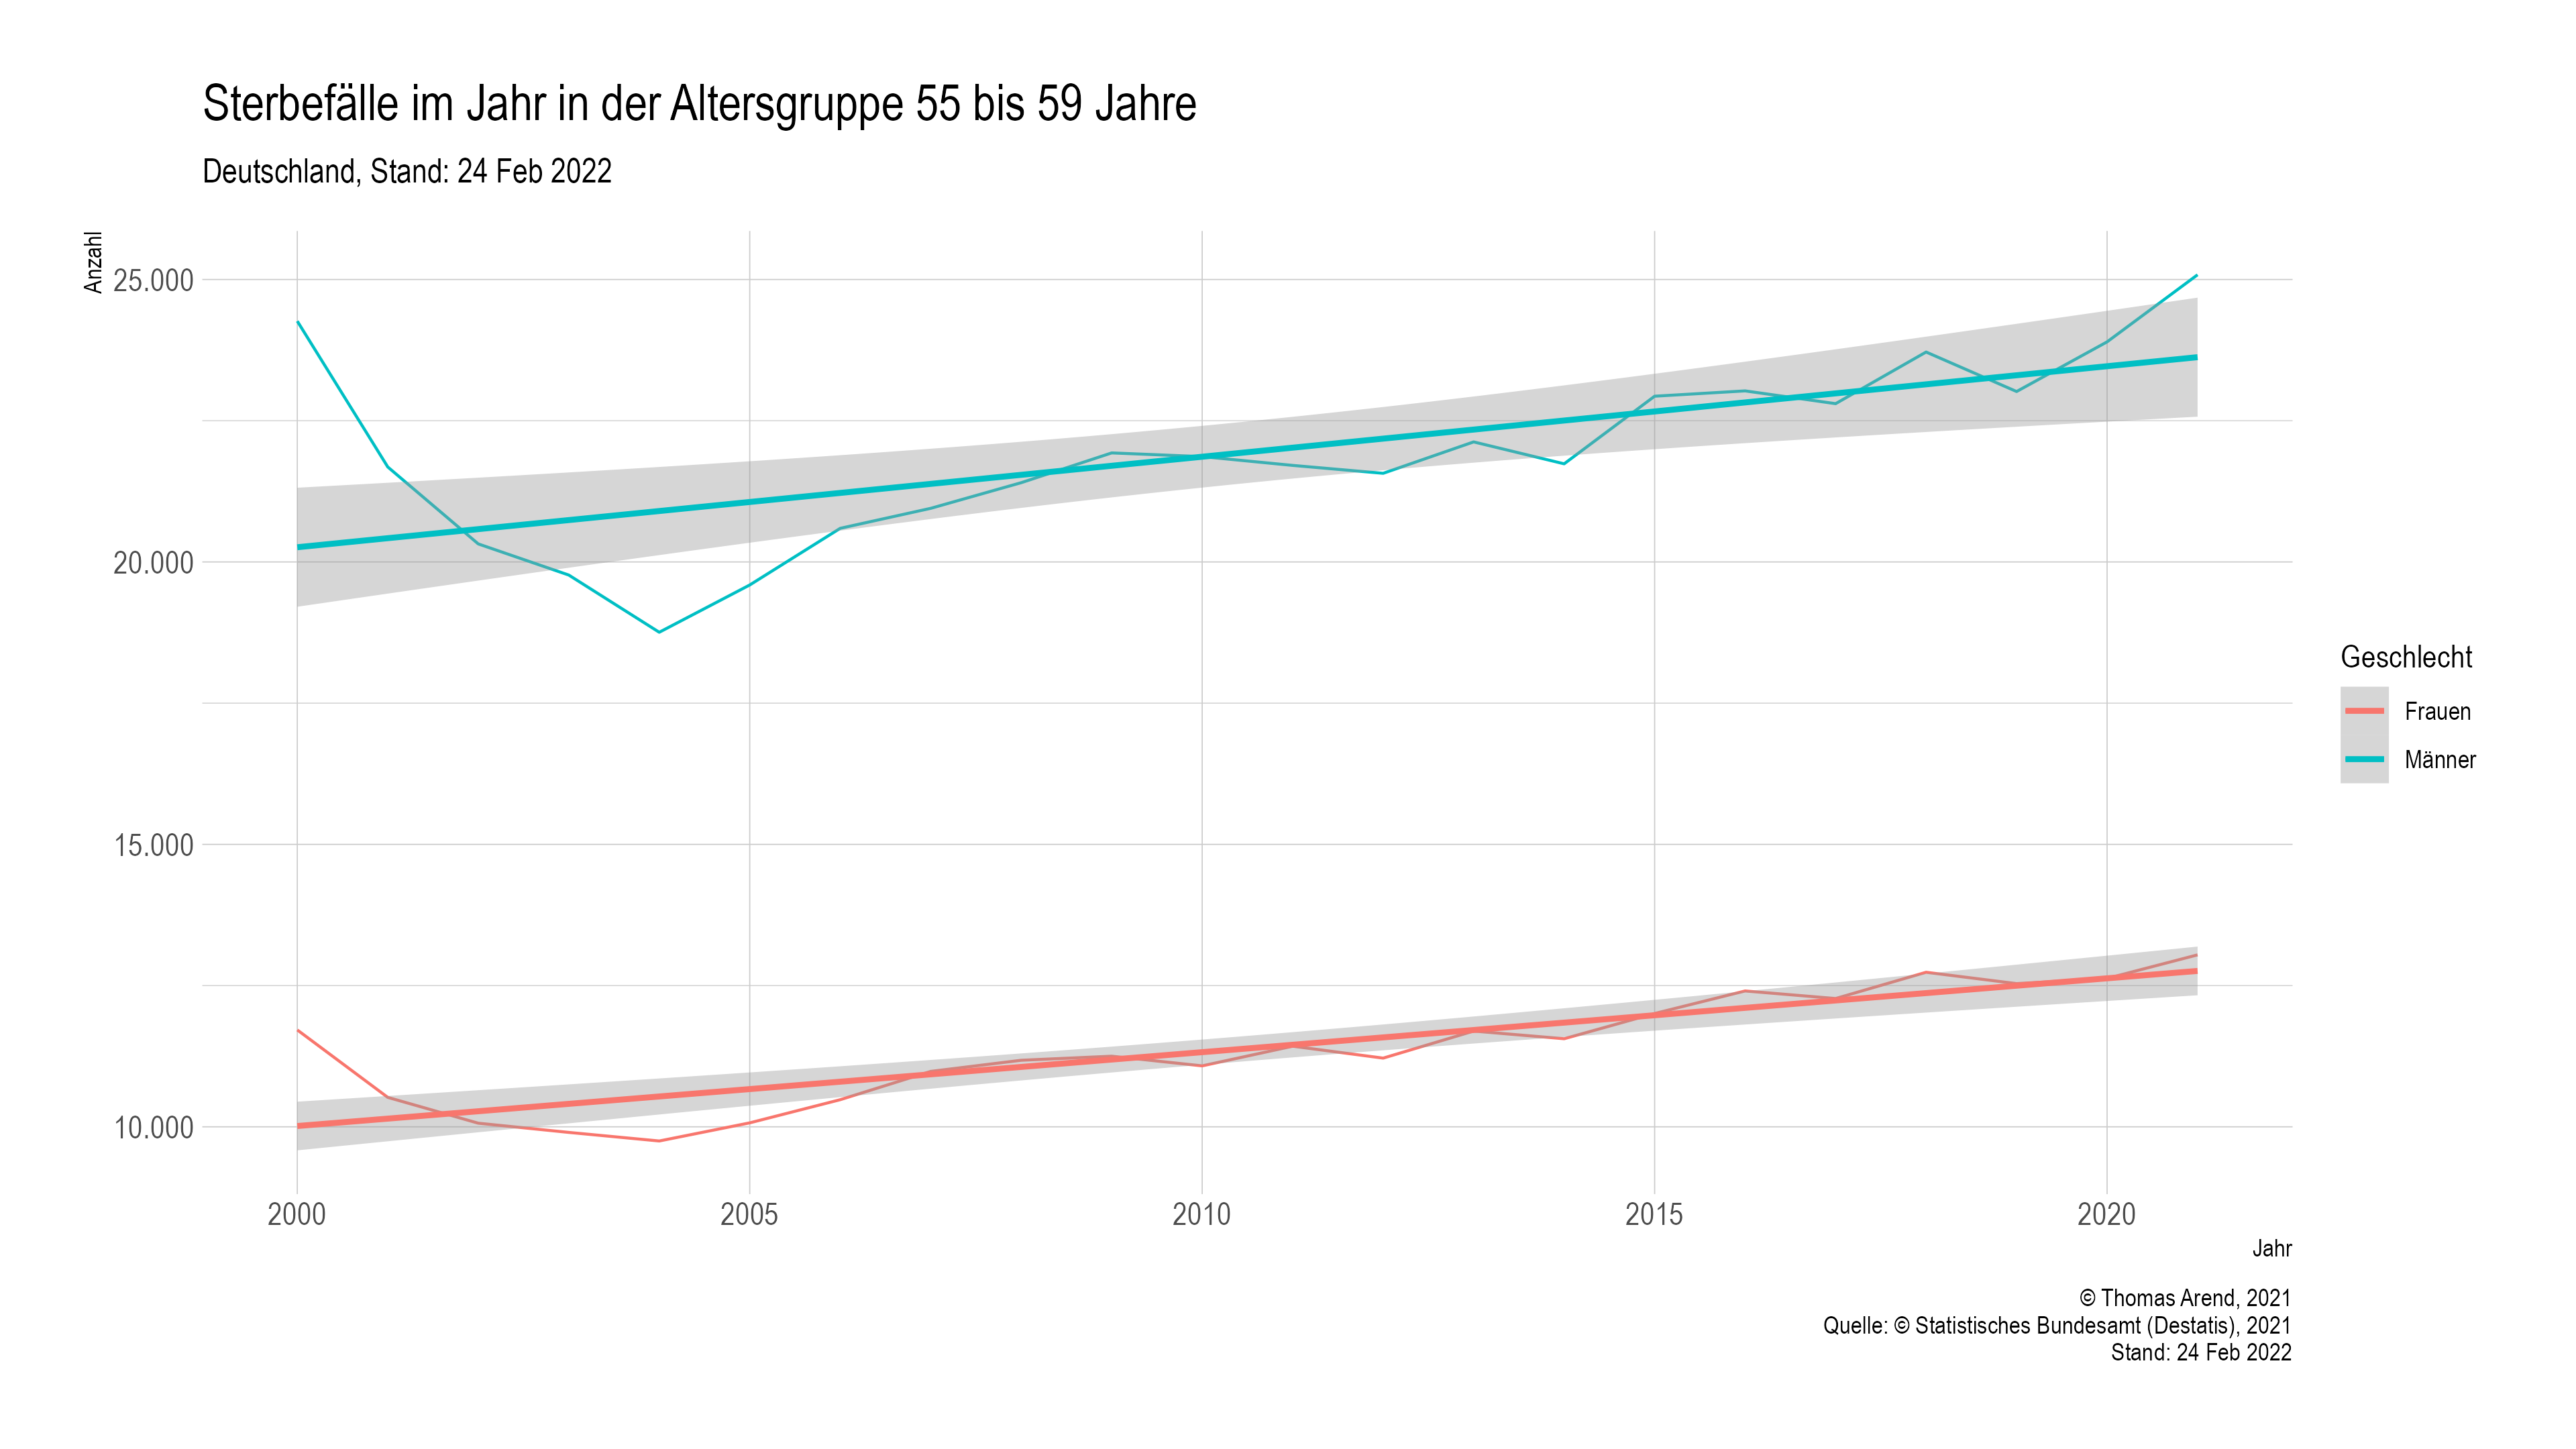 Sterbefälle im Jahr in der Altersgruppe 55 bis 59 Jahre
Deutschland, Stand: 24 Feb 2022
Anzahl
25.000
20.000
15.000
10.000
2000
2005
2010
2015
2020
Jahr
Geschlecht
Frauen
Männer
© Thomas Arend, 2021
Quelle: © Statistisches Bundesamt (Destatis), 2021
Stand: 24 Feb 2022